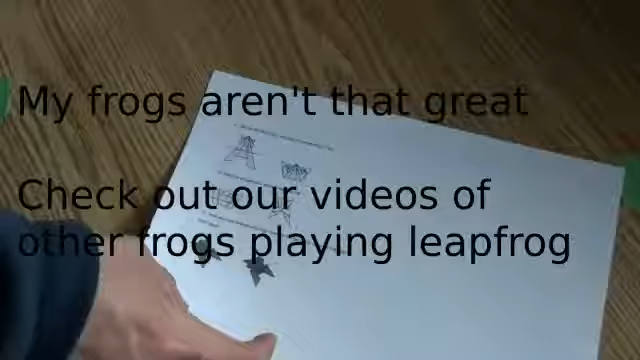 My frogs aren't that great
Check out our videos of
other frogs playing leapfrog